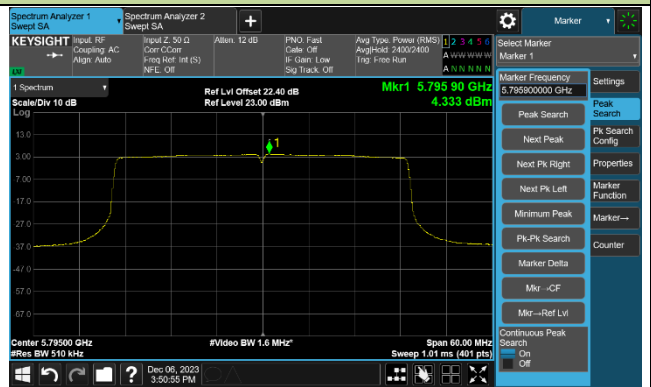 Spectrum Analyzer 1
Swept SA
Spectrum Analyzer 2
Swept SA
+
Marker
KEYSIGHT
Input: RF
Coupling: AC
Align: Auto
Input Z: 50 Ω
Corr CCorr
Freq Ref: Int (S)
NFE: Off
Atten: 12 dB
PNO: Fast
Gate: Off
IF Gain: Low
Sig Track: Off
Avg Type: Power (RMS)
Avg|Hold: 2400/2400
Trig: Free Run
1 2 3 4 5 6
A W W W W W
A N N N N N
LXI
1 Spectrum
Scale/Div 10 dB
Log
Ref Lvl Offset 22.40 dB
Ref Level 23.00 dBm
Mkr1 5.795 90 GHz
4.333 dBm
13.0
3.00
-7.00
-17.0
-27.0
-37.0
-47.0
-57.0
-67.0
1
Center 5.79500 GHz
#Res BW 510 kHz
#Video BW 1.6 MHz*
Span 60.00 MHz
Sweep 1.01 ms (401 pts)
Select Marker
Marker 1
Marker Frequency
5.795900000 GHz
Peak Search
Next Peak
Next Pk Right
Next Pk Left
Minimum Peak
Pk-Pk Search
Marker Delta
Mkr→CF
Mkr→Ref Lvl
Continuous Peak
Search
On
Off
Settings
Peak
Search
Pk Search
Config
Properties
Marker
Function
Marker→
Counter
?
Dec 06, 2023
3:50:55 PM